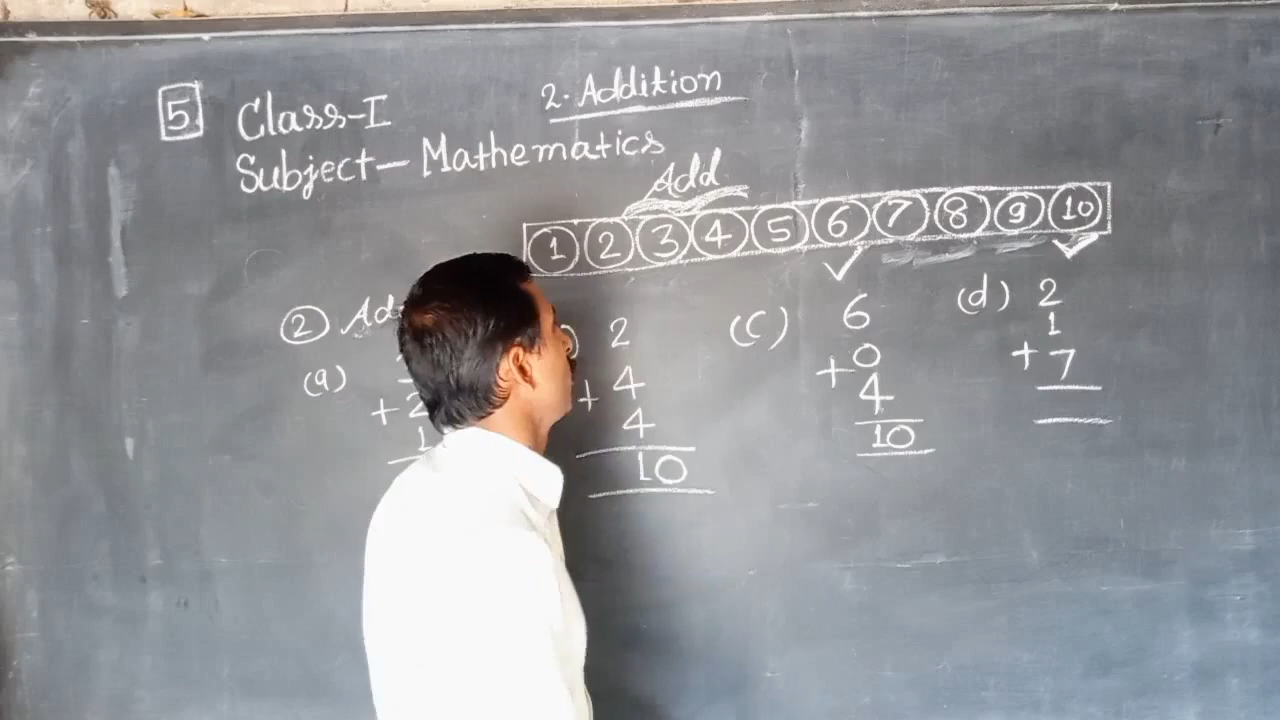 5
Class-I
2. Addition
Subject- Mathematics
Add
1 2 3 4 5 6 7 8 9 10
2
(a)
+ 2
1
2
+ 4
4
10
(c) 6
+ 0
4
10
(d) 2
1
+ 7